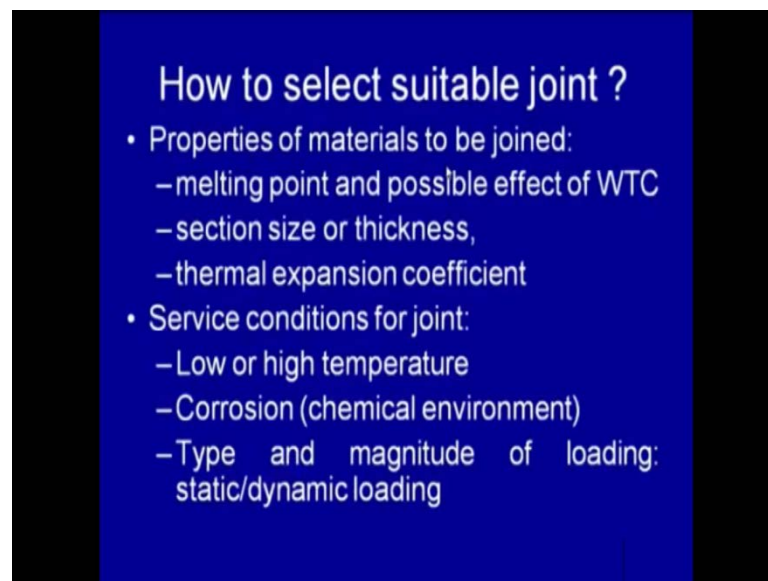 How to select suitable joint ?
• Properties of materials to be joined:
–melting point and possible effect of WTC
–section size or thickness,
–thermal expansion coefficient
• Service conditions for joint:
–Low or high temperature
–Corrosion (chemical environment)
–Type and magnitude of loading:
static/dynamic loading